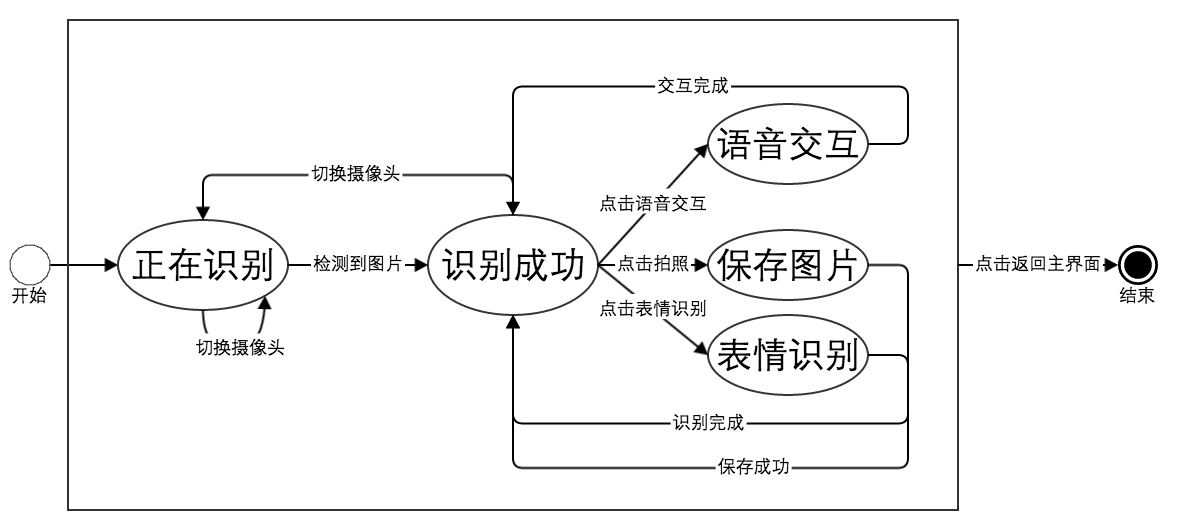 交互完成
语音交互
切换摄像头
点击语音交互
开始
正在识别
检测到图片
识别成功
点击拍照
保存图片
点击返回主界面
结束
点击表情识别
切换摄像头
表情识别
识别完成
保存成功